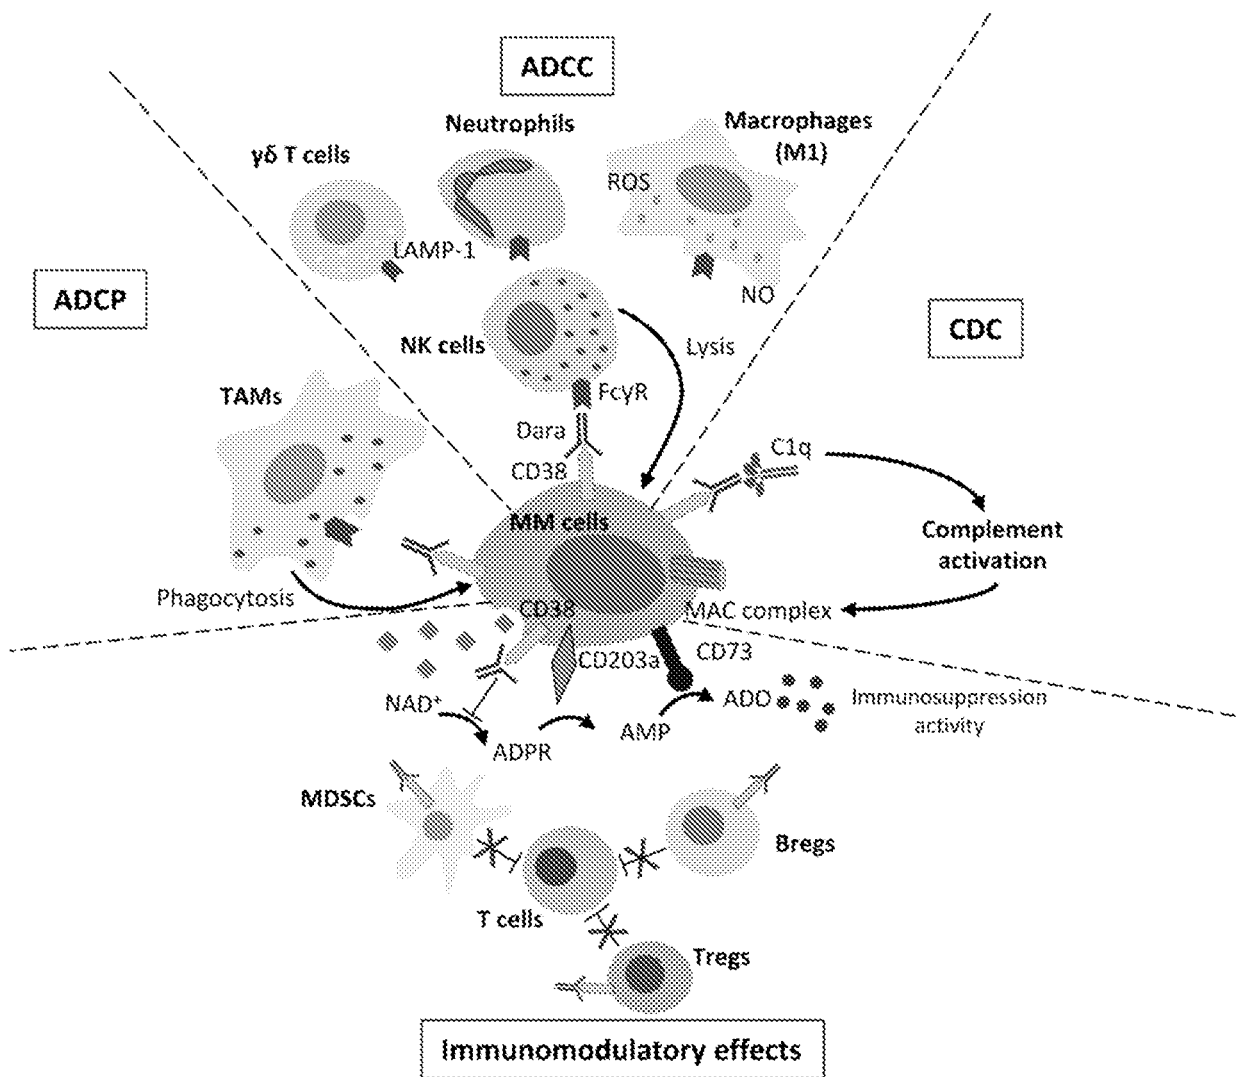 ADCC
Neutrophils
Macrophages
(M1)
γδ T cells
ROS
LAMP-1
NO
ADCP
CDC
NK cells
Lysis
FcγR
TAMs
Dara
CD38
C1q
MM cells
Complement
activation
Phagocytosis
CD38
MAC complex
CD203a
CD73
NAD⁺
ADPR
AMP
ADO
Immunosuppression
activity
MDSCs
Bregs
T cells
Tregs
Immunomodulatory effects